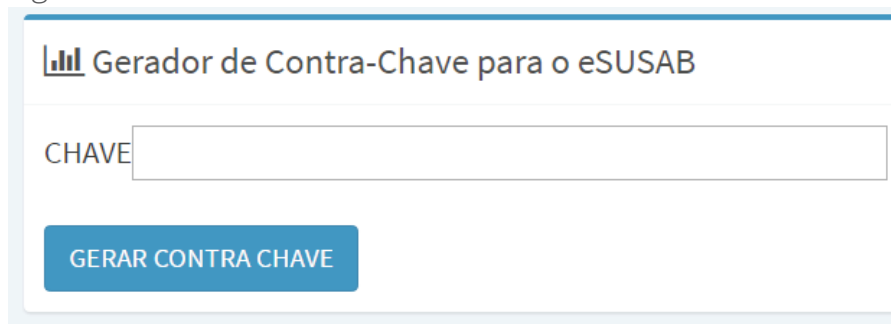 Gerador de Contra-Chave para o eSUSAB
CHAVE
GERAR CONTRA CHAVE